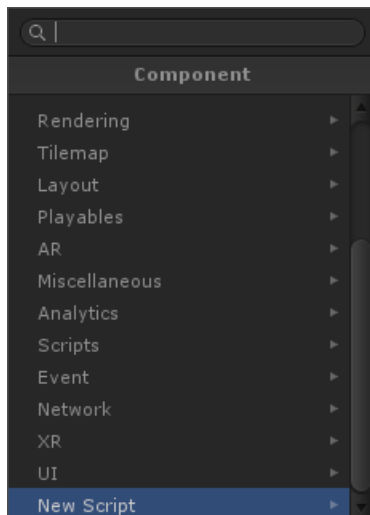 Component
Rendering
Tilemap
Layout
Playables
AR
Miscellaneous
Analytics
Scripts
Event
Network
XR
UI
New Script